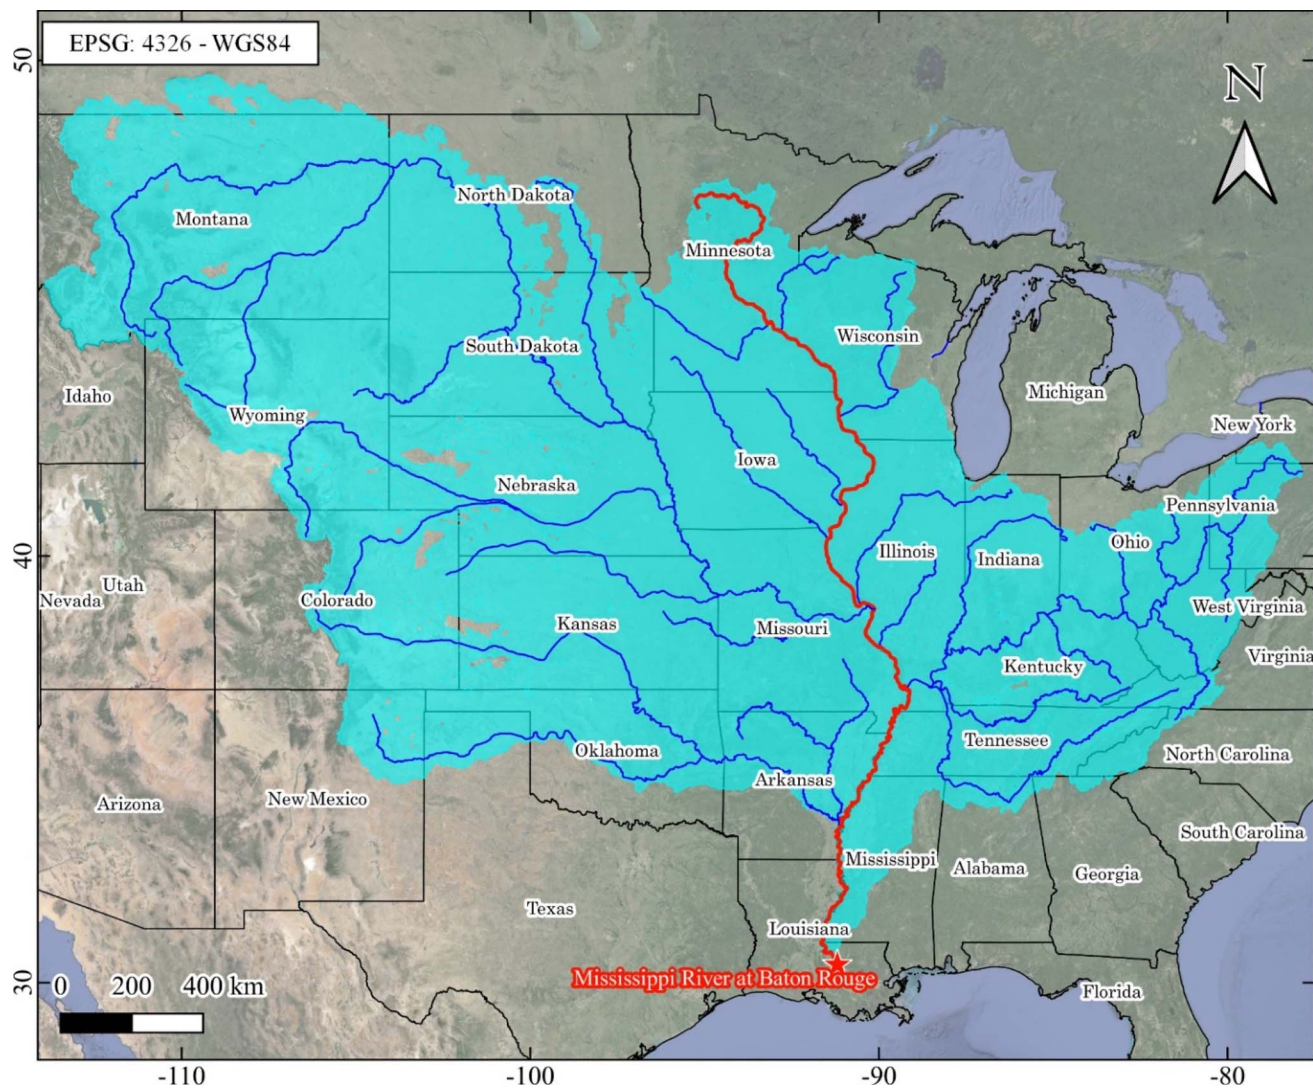 EPSG: 4326 - WGS84
50
N
North Dakota
Montana
Minnesota
Wisconsin
South Dakota
Idaho
Michigan
Wyoming
New York
Iowa
Nebraska
Pennsylvania
40
Illinois
Indiana
Ohio
Utah
Nevada
Colorado
West Virginia
Kansas
Missouri
Virginia
Kentucky
Tennessee
Oklahoma
North Carolina
Arkansas
Arizona
New Mexico
South Carolina
Mississippi
Alabama
Georgia
Texas
Louisiana
Mississippi River at Baton Rouge
30
0 200 400 km
Florida
-110 -100 -90 -80